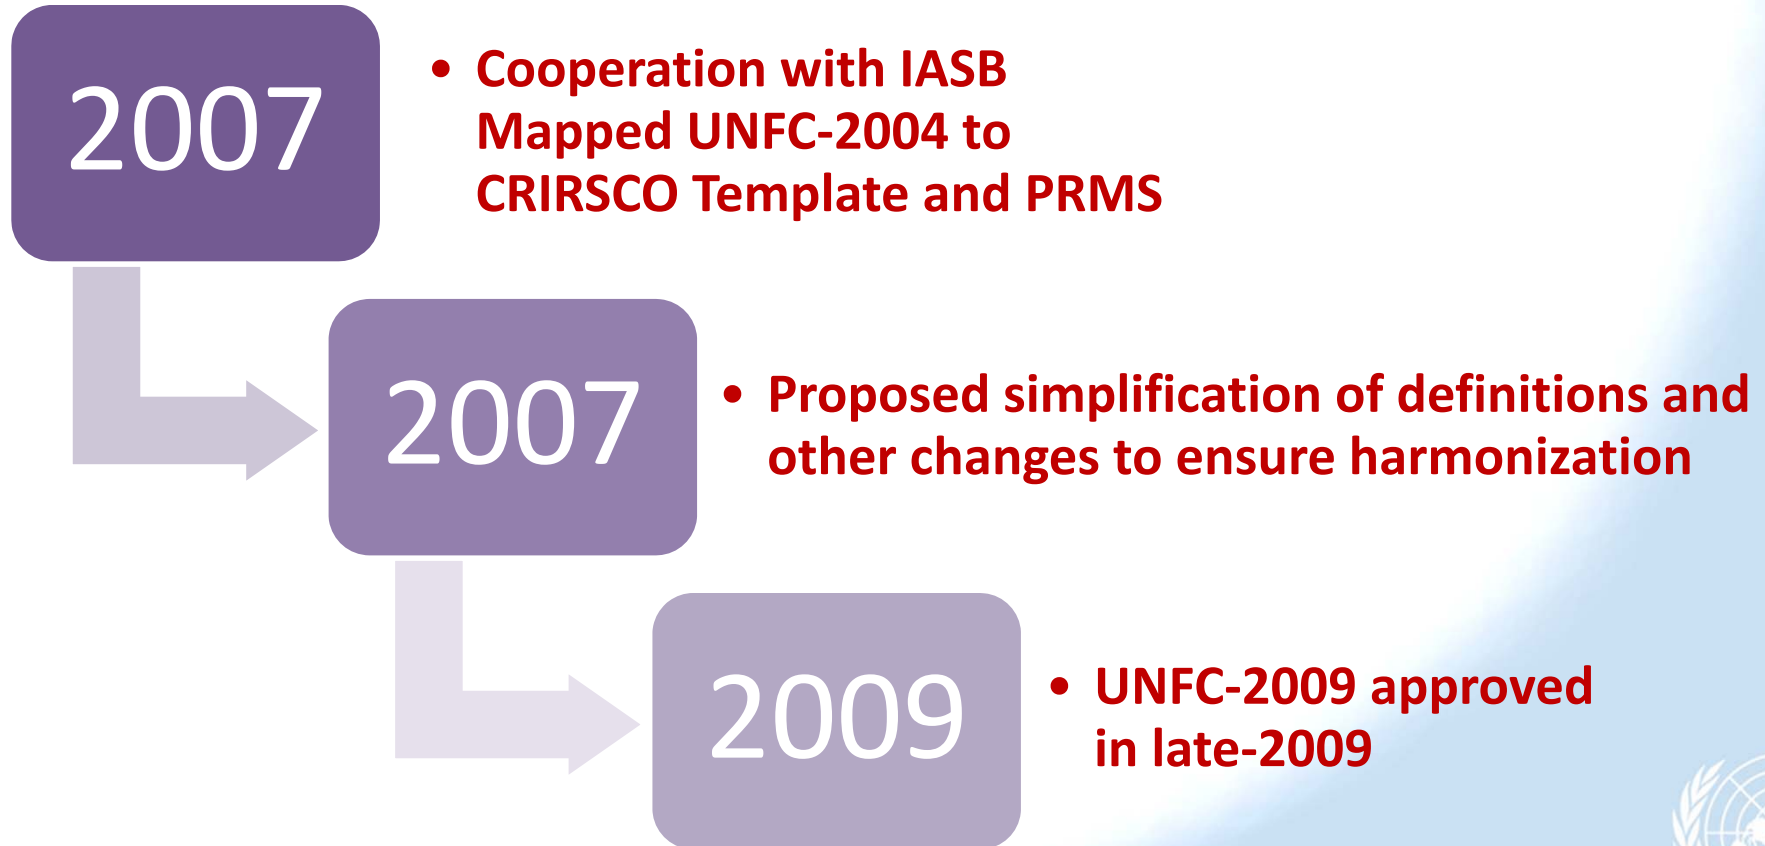 2007
• Cooperation with IASB
Mapped UNFC-2004 to
CRIRSCO Template and PRMS
2007
• Proposed simplification of definitions and
other changes to ensure harmonization
2009
• UNFC-2009 approved
in late-2009